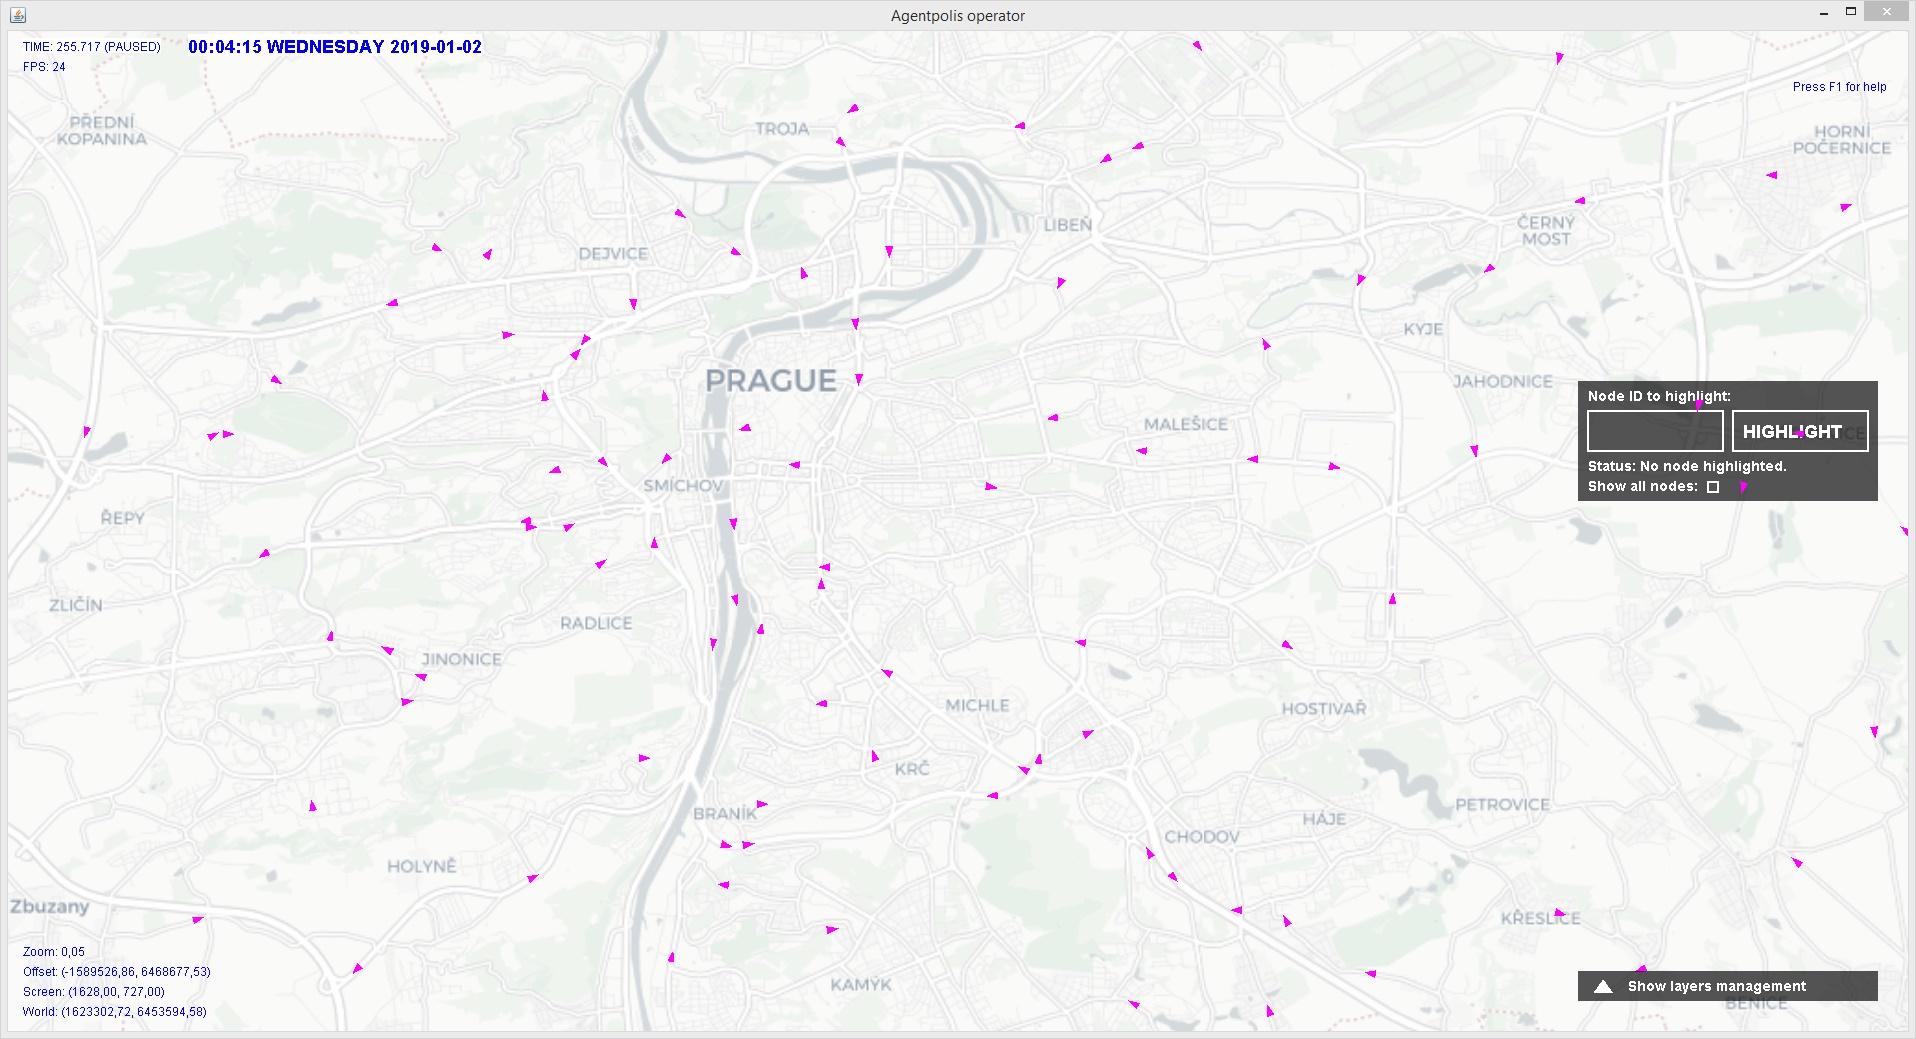 Agentpolis operator
TIME: 255.717 (PAUSED)
00:04:15 WEDNESDAY 2019-01-02
FPS: 24
Press F1 for help
PŘEDNÍ
KOPANINA
TROJA
HORNÍ
POČERNICE
LIBEŇ
ČERNÝ
MOST
DEJVICE
KYJE
PRAGUE
JAHODNICE
Node ID to highlight:
HIGHLIGHT
Status: No node highlighted.
Show all nodes:
MALEŠICE
SMÍCHOV
ŘEPY
ZLIČÍN
RADLICE
JINONICE
MICHLE
HOSTIVAŘ
KRČ
BRANÍK
PETROVICE
HÁJE
CHODOV
HOLYNĚ
Zbuzany
KŘESLICE
KAMÝK
Zoom: 0,05
Offset: (-1589526,86, 6468677,53)
Screen: (1628,00, 727,00)
World: (1623302,72, 6453594,58)
Show layers management
BENICE